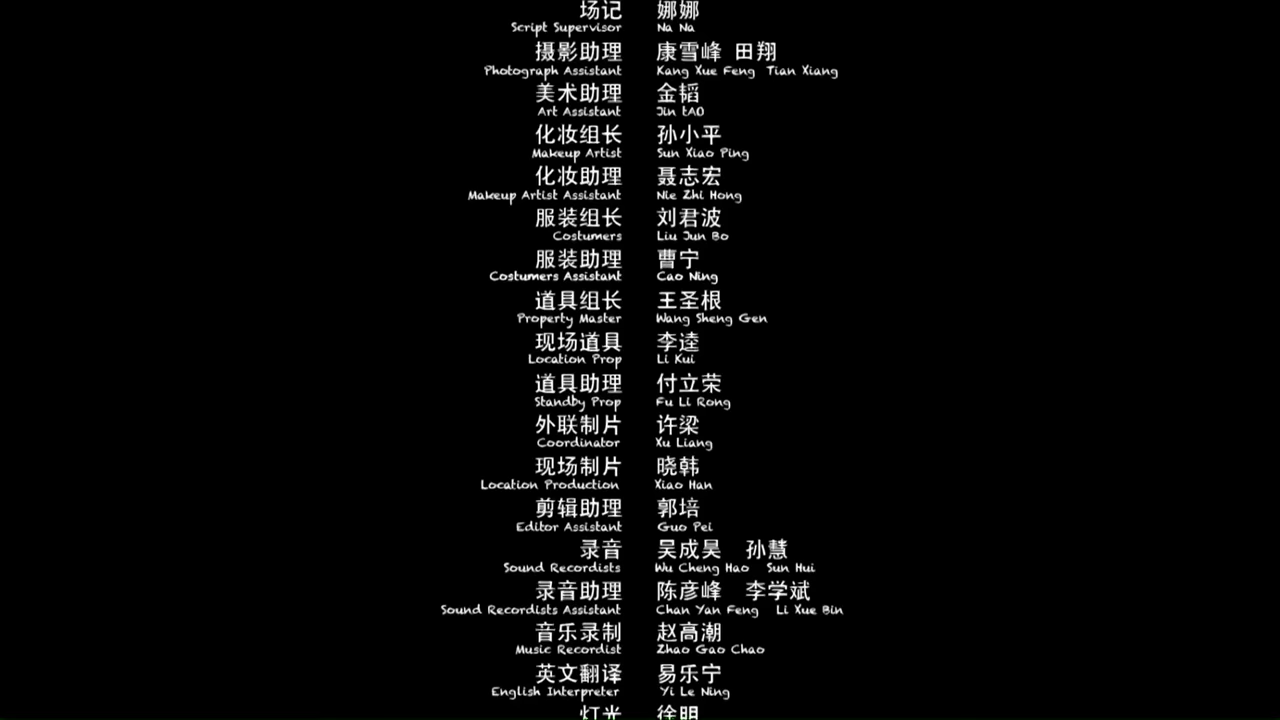 场记 娜娜
Script Supervisor Na Na
摄影助理 康雪峰 田翔
Photograph Assistant Kang Xue Feng Tian Xiang
美术助理 金韬
Art Assistant Jin tAO
化妆组长 孙小平
Makeup Artist Sun Xiao Ping
化妆助理 聂志宏
Makeup Artist Assistant Nie Zhi Hong
服装组长 刘君波
Costumers Liu Jun Bo
服装助理 曹宁
Costumers Assistant Cao Ning
道具组长 王圣根
Property Master Wang Sheng Gen
现场道具 李逵
Location Prop Li Kui
道具助理 付立荣
Standby Prop Fu Li Rong
外联制片 许梁
Coordinator Xu Liang
现场制片 晓韩
Location Production Xiao Han
剪辑助理 郭培
Editor Assistant Guo Pei
录音 吴成昊 孙慧
Sound Recordists Wu Cheng Hao Sun Hui
录音助理 陈彦峰 李学斌
Sound Recordists Assistant Chan Yan Feng Li Xue Bin
音乐录制 赵高潮
Music Recordist Zhao Gao Chao
英文翻译 易乐宁
English Interpreter Yi Le Ning
灯光 徐明